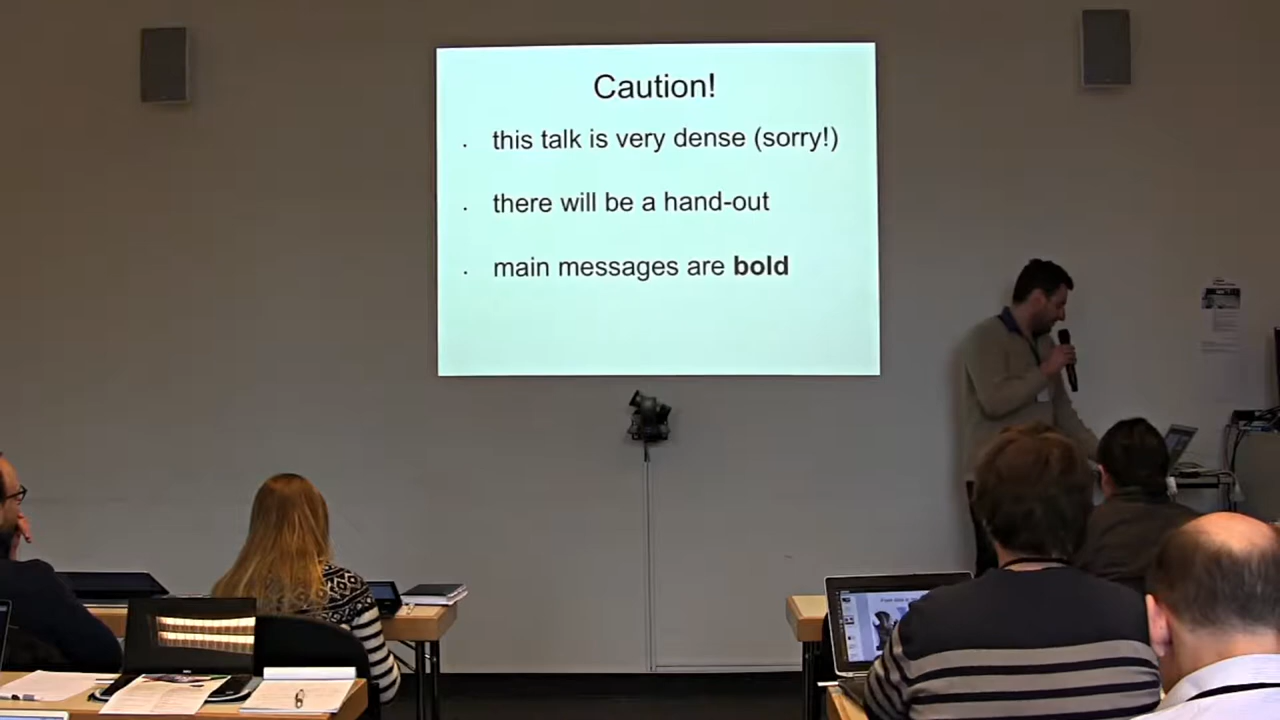 Caution!
· this talk is very dense (sorry!)
· there will be a hand-out
· main messages are bold